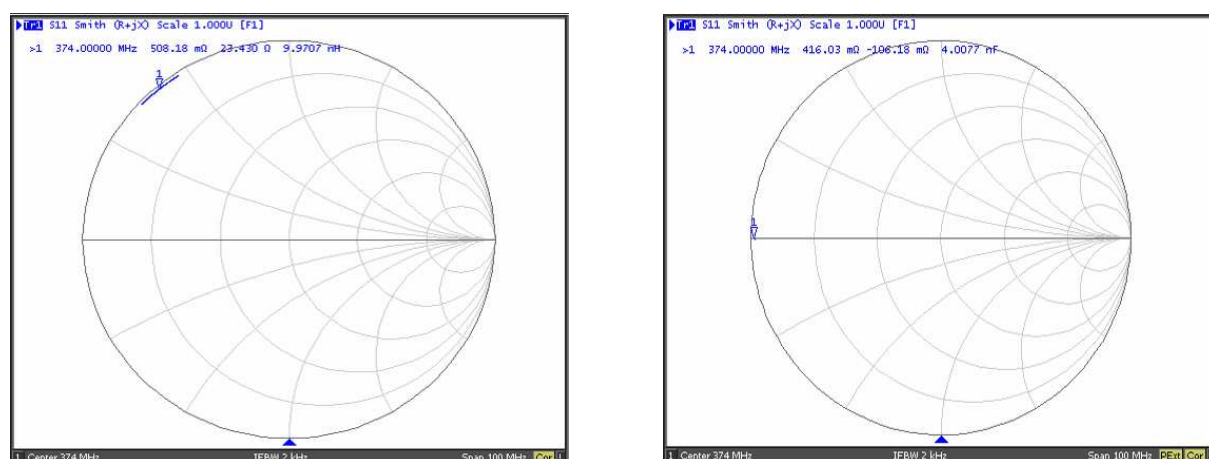 Tr1 S11 Smith (R+jX) Scale 1.000U [F1]
>1 374.00000 MHz 508.18 mΩ 23.430 Ω 9.9707 nH
1
1 Center 374 MHz IFBW 2 kHz Span 100 MHz Cor
Tr1 S11 Smith (R+jX) Scale 1.000U [F1]
>1 374.00000 MHz 416.03 mΩ -106.18 mΩ 4.0077 nF
1
1 Center 374 MHz IFBW 2 kHz Span 100 MHz PExt Cor